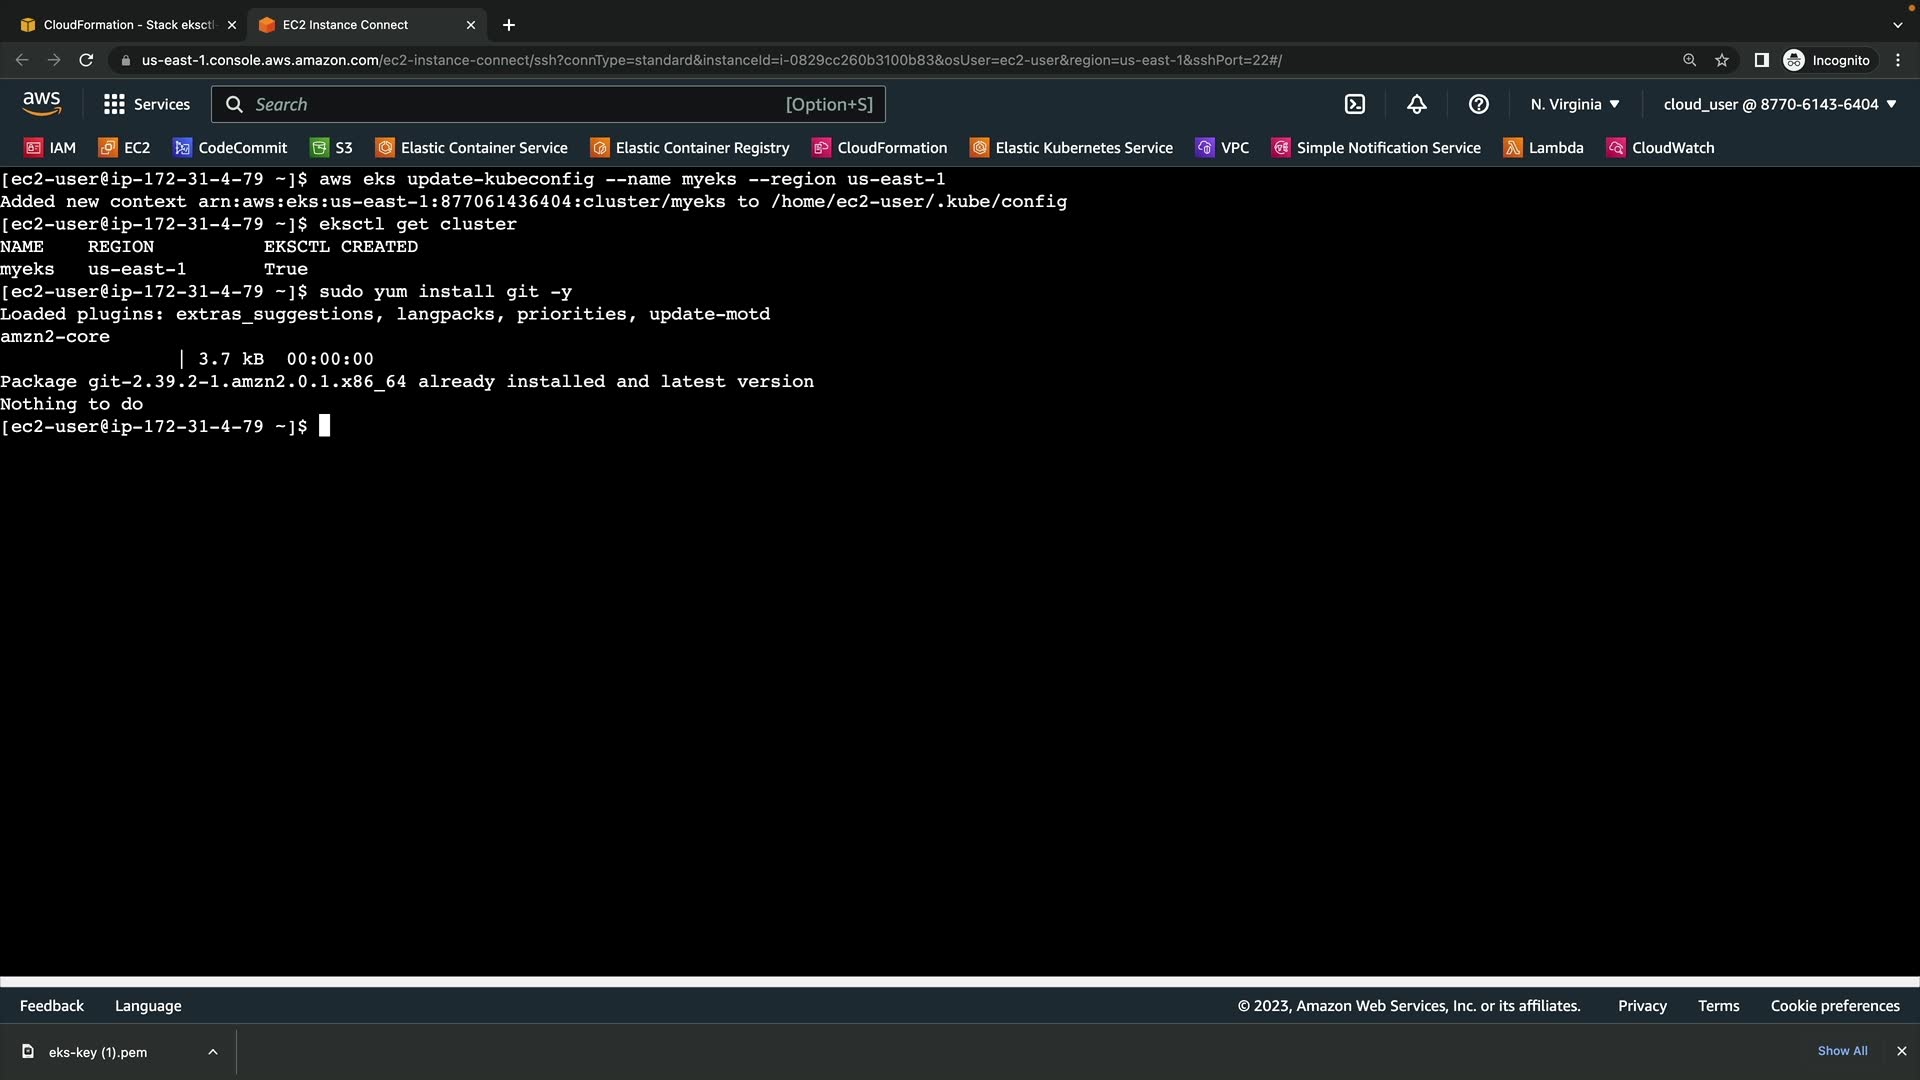 CloudFormation - Stack eksctl-
EC2 Instance Connect
us-east-1.console.aws.amazon.com/ec2-instance-connect/ssh?connType=standard&instanceId=i-0829cc260b3100b83&osUser=ec2-user&region=us-east-1&sshPort=22#/
Incognito
aws
Services
Search
[Option+S]
N. Virginia
cloud_user @ 8770-6143-6404
IAM
EC2
CodeCommit
S3
Elastic Container Service
Elastic Container Registry
CloudFormation
Elastic Kubernetes Service
VPC
Simple Notification Service
Lambda
CloudWatch
[ec2-user@ip-172-31-4-79 ~]$ aws eks update-kubeconfig --name myeks --region us-east-1
Added new context arn:aws:eks:us-east-1:877061436404:cluster/myeks to /home/ec2-user/.kube/config
[ec2-user@ip-172-31-4-79 ~]$ eksctl get cluster
NAME    REGION          EKSCTL CREATED
myeks   us-east-1       True
[ec2-user@ip-172-31-4-79 ~]$ sudo yum install git -y
Loaded plugins: extras_suggestions, langpacks, priorities, update-motd
amzn2-core
| 3.7 kB  00:00:00
Package git-2.39.2-1.amzn2.0.1.x86_64 already installed and latest version
Nothing to do
[ec2-user@ip-172-31-4-79 ~]$
Feedback
Language
© 2023, Amazon Web Services, Inc. or its affiliates.
Privacy
Terms
Cookie preferences
eks-key (1).pem
Show All